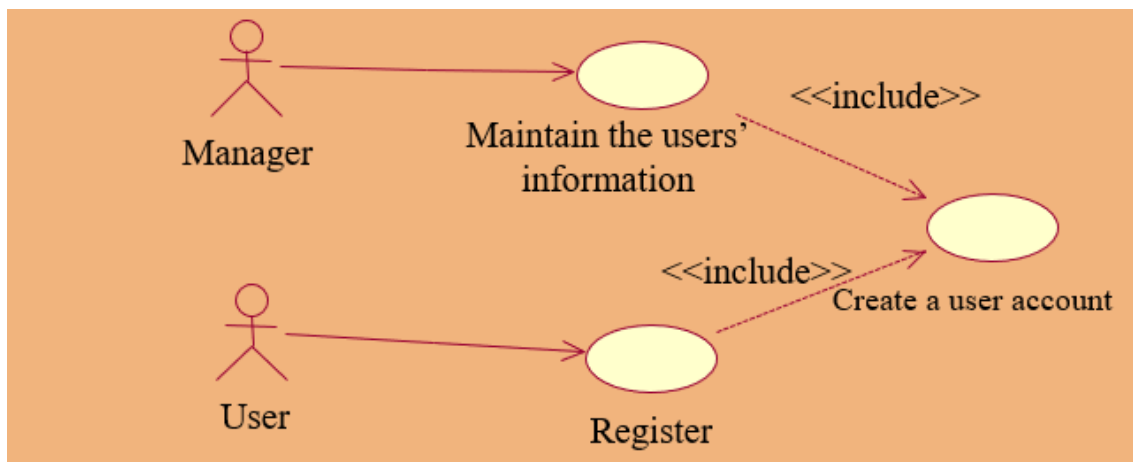 <<include>>
Manager
Maintain the users’
information
<<include>>
Create a user account
User
Register